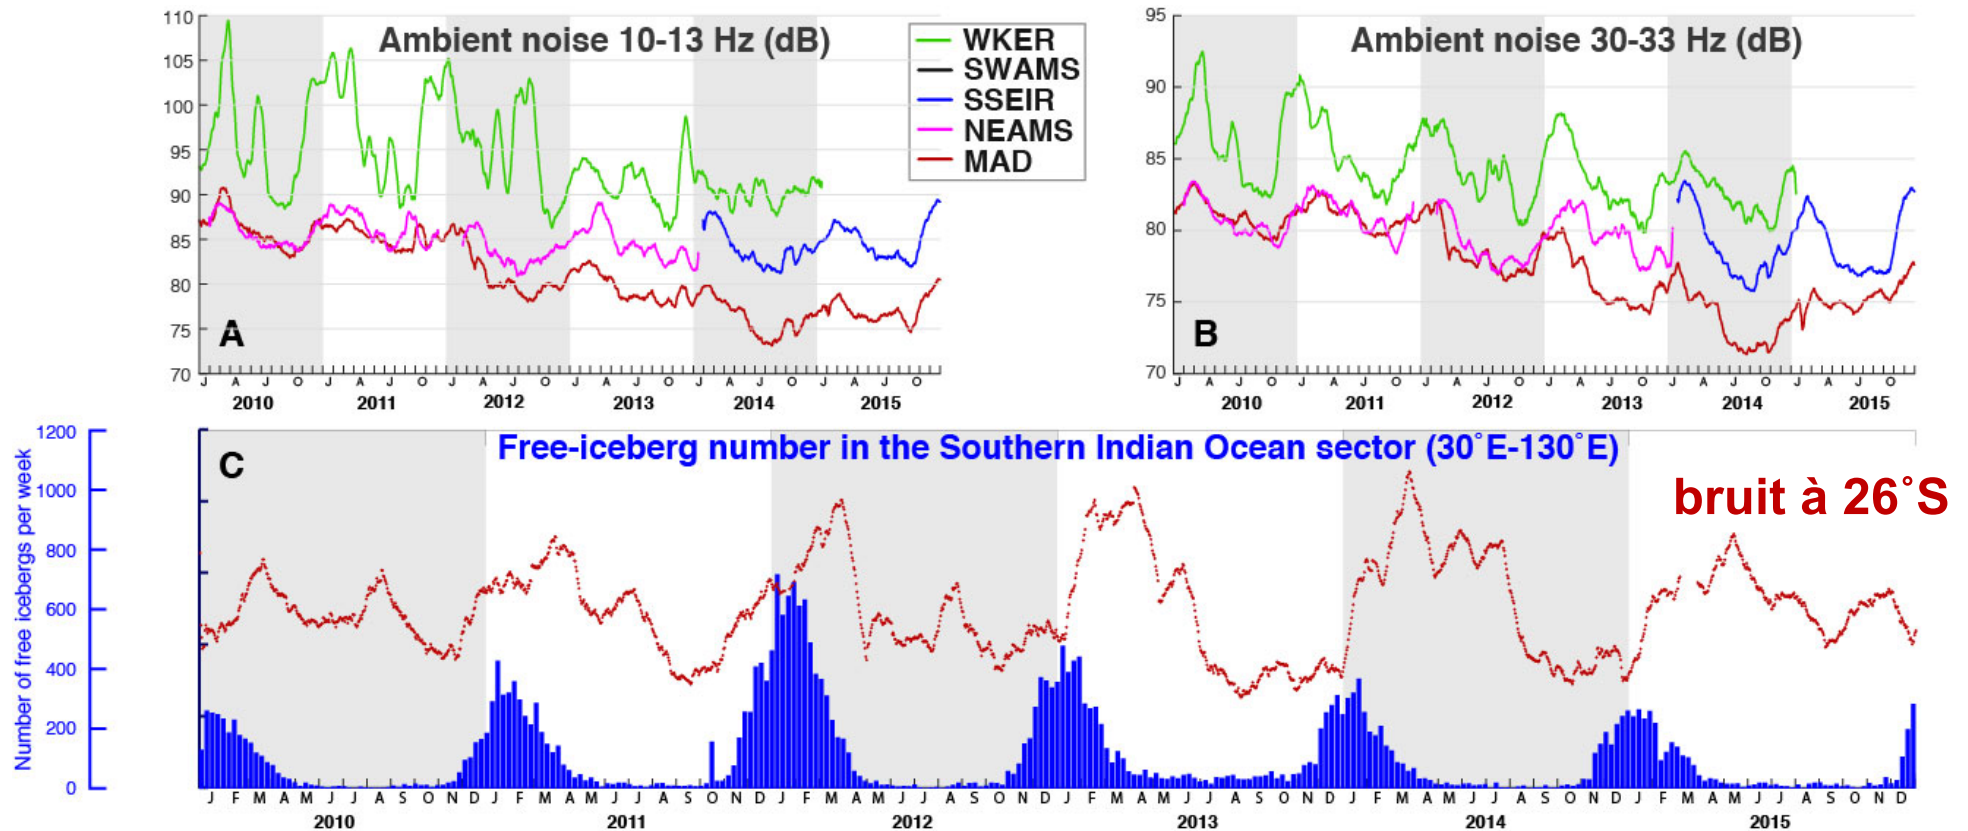 Ambient noise 10-13 Hz (dB)
110
105
100
95
90
85
80
75
70
A
J A J O J A J O J A J O J A J O J A J O J A J O
2010 2011 2012 2013 2014 2015
WKER
SWAMS
SSEIR
NEAMS
MAD
Ambient noise 30-33 Hz (dB)
95
90
85
80
75
70
B
J A J O J A J O J A J O J A J O J A J O J A J O
2010 2011 2012 2013 2014 2015
Free-iceberg number in the Southern Indian Ocean sector (30˚E-130˚E)
C
bruit à 26˚S
Number of free icebergs per week
1200
1000
800
600
400
200
0
J F M A M J J A S O N D J F M A M J J A S O N D J F M A M J J A S O N D J F M A M J J A S O N D J F M A M J J A S O N D J F M A M J J A S O N D
2010 2011 2012 2013 2014 2015